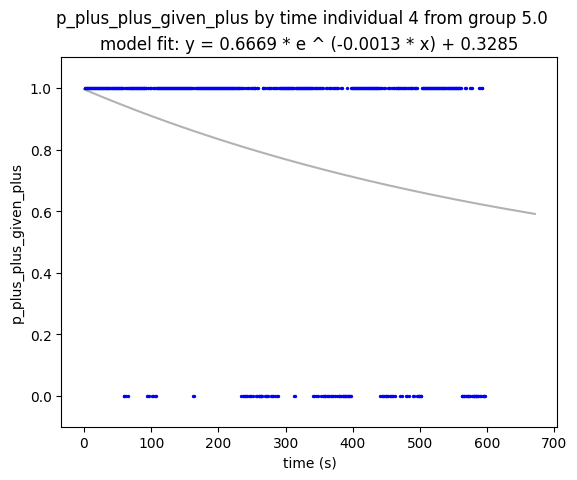 p_plus_plus_given_plus by time individual 4 from group 5.0
model fit: y = 0.6669 * e ^ (-0.0013 * x) + 0.3285
1.0
0.8
0.6
0.4
0.2
0.0
p_plus_plus_given_plus
0 100 200 300 400 500 600 700
time (s)